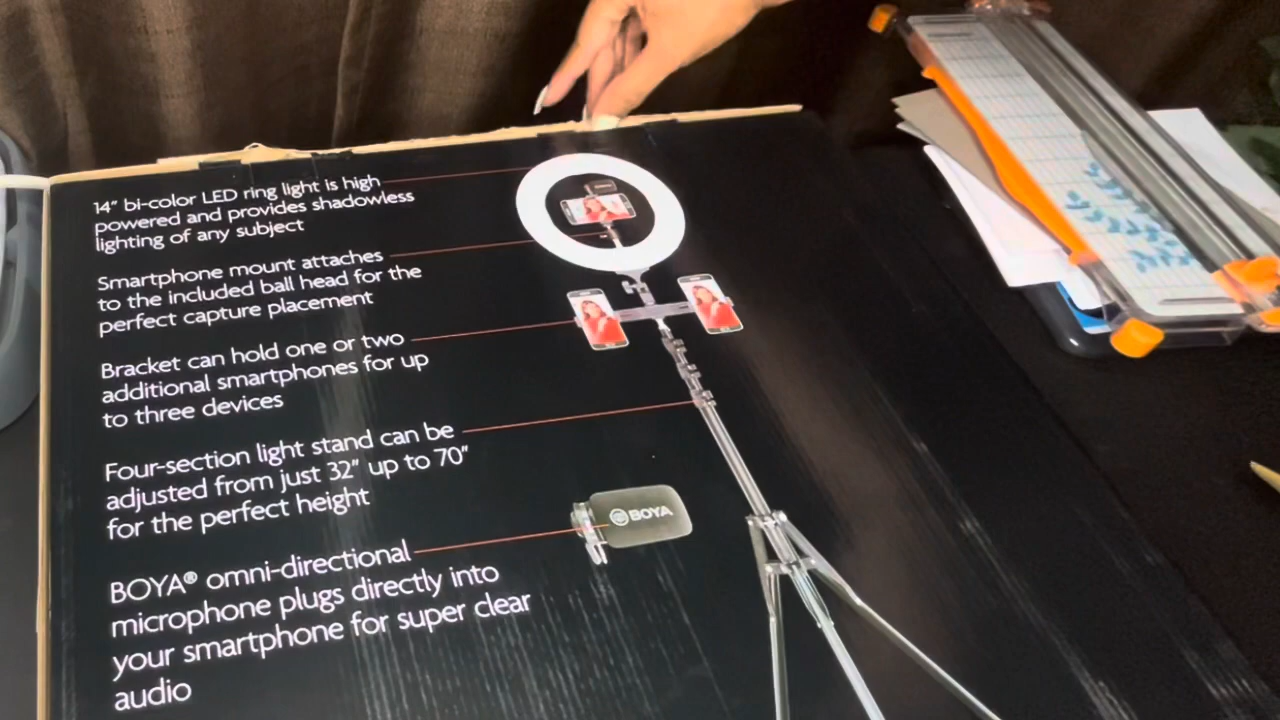 14" bi-color LED ring light is high
powered and provides shadowless
lighting of any subject
Smartphone mount attaches
to the included ball head for the
perfect capture placement
Bracket can hold one or two
additional smartphones for up
to three devices
Four-section light stand can be
adjusted from just 32" up to 70"
for the perfect height
BOYA
BOYA® omni-directional
microphone plugs directly into
your smartphone for super clear
audio